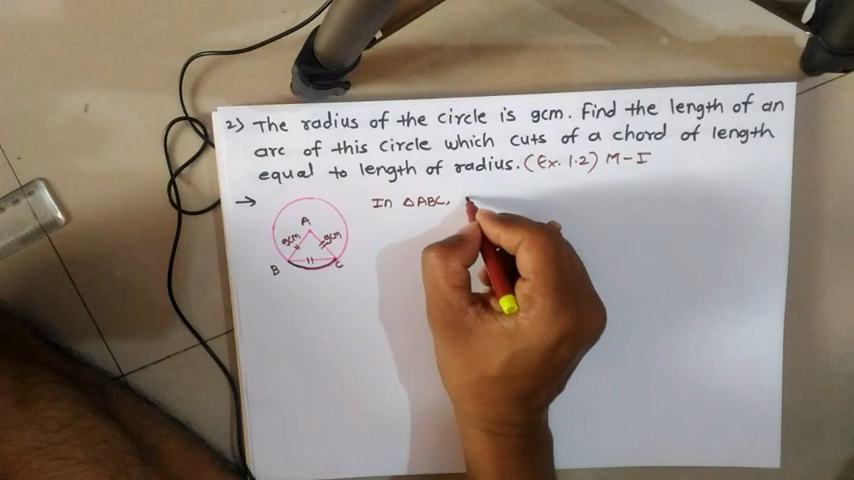 2) The radius of the circle is 9cm. Find the length of an
arc of this circle which cuts of a chord of length
equal to length of radius. (Ex. 1.2) M-I
→ In △ABC,
A
9cm 9cm
B C